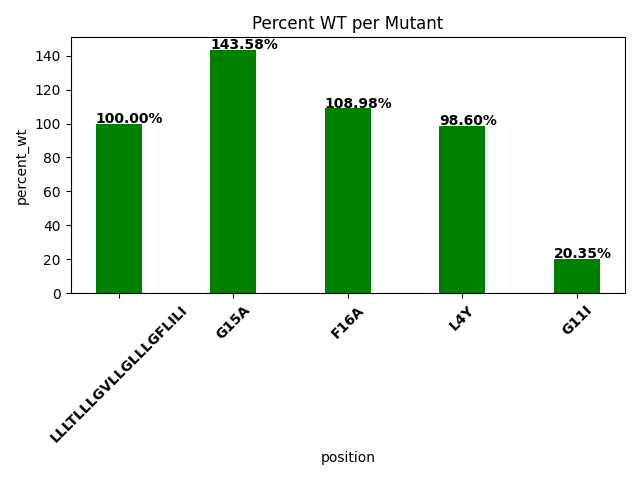 Percent WT per Mutant
percent_wt
140
120
100
80
60
40
20
0
100.00%
143.58%
108.98%
98.60%
20.35%
LLLTLLLGVLLGLLLGFLILI
G15A
F16A
L4Y
G11I
position